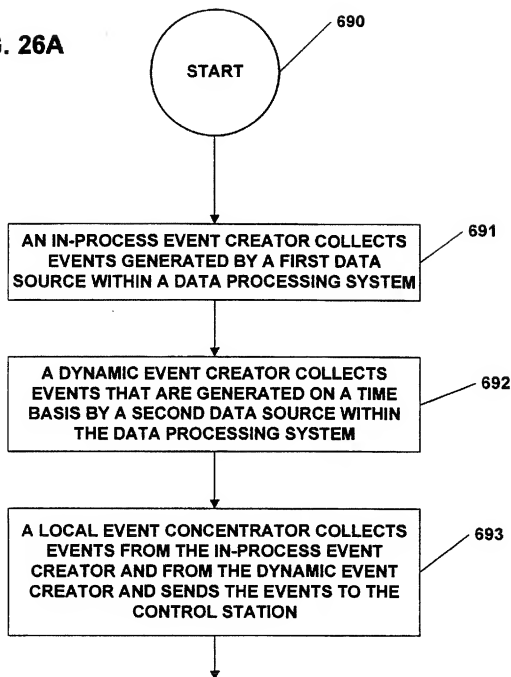 690
26A
START
691
AN IN-PROCESS EVENT CREATOR COLLECTS
EVENTS GENERATED BY A FIRST DATA
SOURCE WITHIN A DATA PROCESSING SYSTEM
A DYNAMIC EVENT CREATOR COLLECTS
EVENTS THAT ARE GENERATED ON A TIME
BASIS BY A SECOND DATA SOURCE WITHIN
THE DATA PROCESSING SYSTEM
692
A LOCAL EVENT CONCENTRATOR COLLECTS
EVENTS FROM THE IN-PROCESS EVENT
CREATOR AND FROM THE DYNAMIC EVENT
CREATOR AND SENDS THE EVENTS TO THE
CONTROL STATION
693